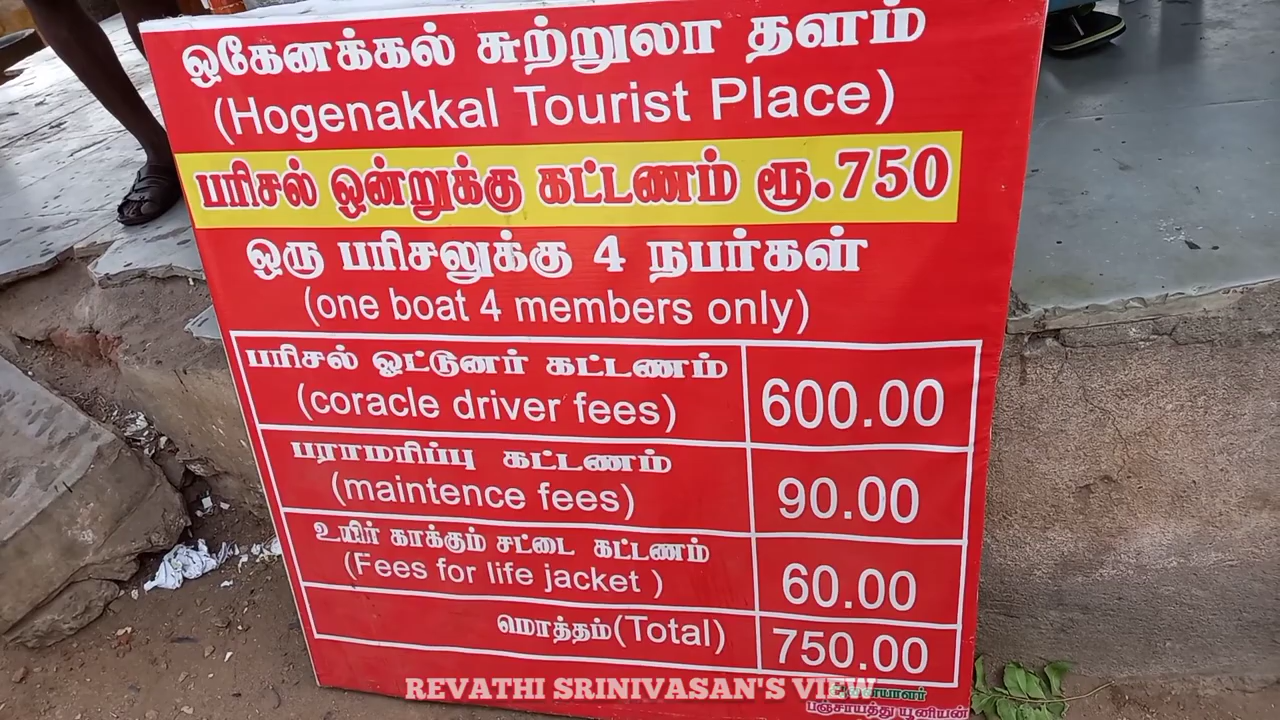 ஒகேனக்கல் சுற்றுலா தளம்
(Hogenakkal Tourist Place)
பரிசல் ஒன்றுக்கு கட்டணம் ரூ.750
ஒரு பரிசலுக்கு 4 நபர்கள்
(one boat 4 members only)
பரிசல் ஓட்டுனர் கட்டணம்
(coracle driver fees)
600.00
பராமரிப்பு கட்டணம்
(maintence fees)
90.00
உயிர் காக்கும் சட்டை கட்டணம்
(Fees for life jacket )
60.00
மொத்தம்(Total)
750.00
REVATHI SRINIVASAN'S VIEW
பஞ்சாயத்து யூனியன்